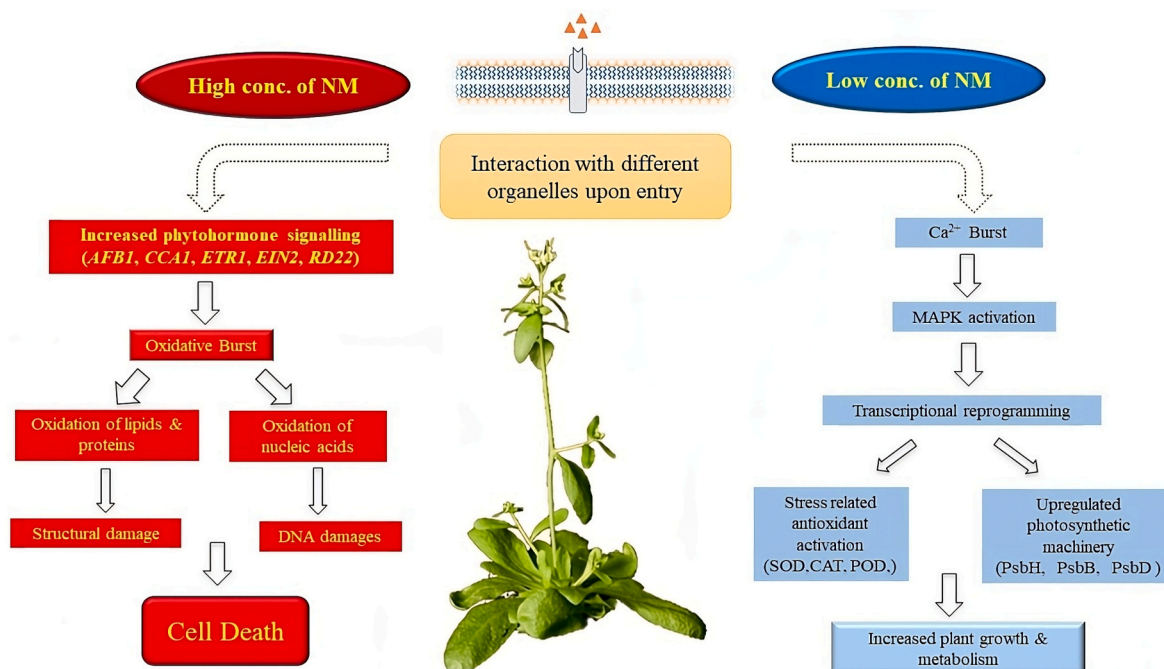 High conc. of NM
Low conc. of NM
Interaction with different
organelles upon entry
Increased phytohormone signalling
(AFB1, CCA1, ETR1, EIN2, RD22)
Oxidative Burst
Oxidation of lipids &
proteins
Oxidation of
nucleic acids
Structural damage
DNA damages
Cell Death
Ca²⁺ Burst
MAPK activation
Transcriptional reprogramming
Stress related
antioxidant
activation
(SOD,CAT, POD,)
Upregulated
photosynthetic
machinery
(PsbH, PsbB, PsbD )
Increased plant growth &
metabolism